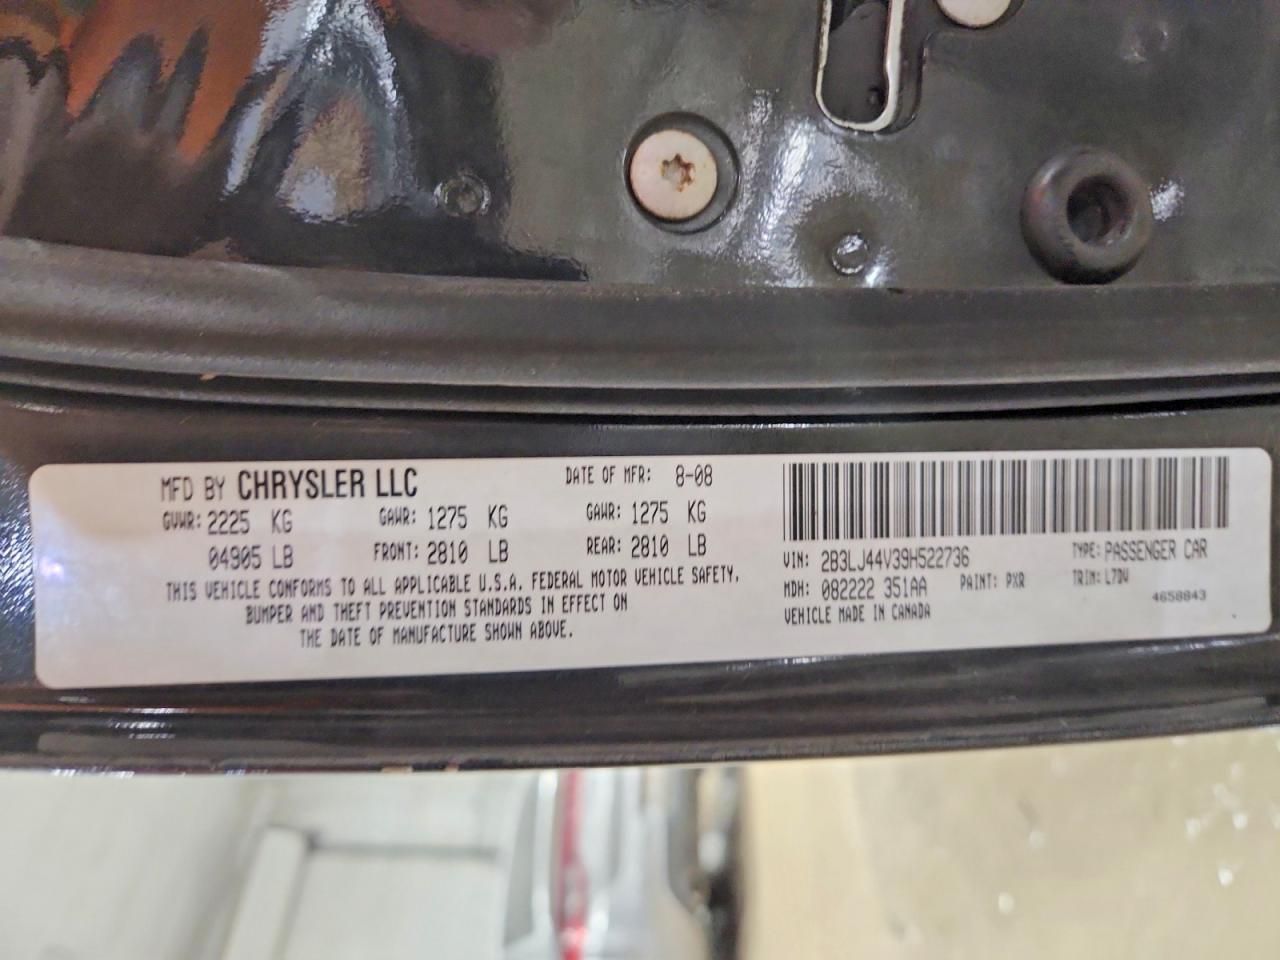 MFD BY CHRYSLER LLC DATE OF MFR: 8-08
GVWR: 2225 KG GAWR: 1275 KG GAWR: 1275 KG
04905 LB FRONT: 2810 LB REAR: 2810 LB
THIS VEHICLE CONFORMS TO ALL APPLICABLE U.S.A. FEDERAL MOTOR VEHICLE SAFETY,
BUMPER AND THEFT PREVENTION STANDARDS IN EFFECT ON
THE DATE OF MANUFACTURE SHOWN ABOVE.
VIN: 2B3LJ44V39H522736 TYPE: PASSENGER CAR
MDH: 082222 351AA PAINT: PXR TRIM: L7DV
VEHICLE MADE IN CANADA 4658843